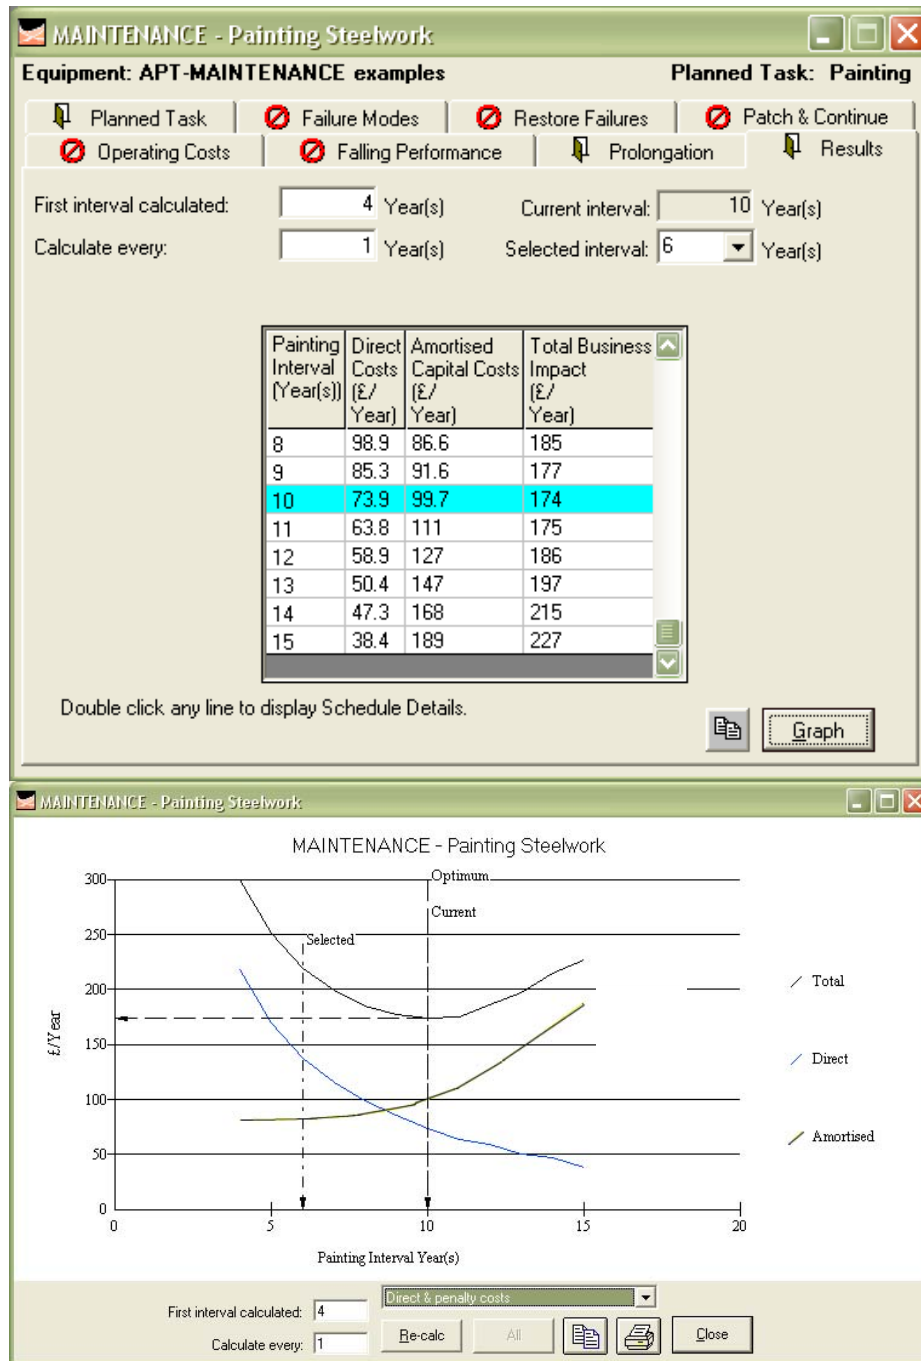 MAINTENANCE - Painting Steelwork
Equipment: APT-MAINTENANCE examples Planned Task: Painting
Planned Task Failure Modes Restore Failures Patch & Continue
Operating Costs Falling Performance Prolongation Results
First interval calculated: 4 Year(s) Current interval: 10 Year(s)
Calculate every: 1 Year(s) Selected interval: 6 Year(s)
Painting Direct Amortised Total Business
Interval Costs Capital Costs Impact
(Year(s)) (£/ (£/ (£/
Year) Year) Year)
8 98.9 86.6 185
9 85.3 91.6 177
10 73.9 99.7 174
11 63.8 111 175
12 58.9 127 186
13 50.4 147 197
14 47.3 168 215
15 38.4 189 227
Double click any line to display Schedule Details.
Graph
MAINTENANCE - Painting Steelwork
MAINTENANCE - Painting Steelwork
300
Optimum
Current
250
Selected
200
Total
£/Year
150
Direct
100
Amortised
50
0
0 5 10 15 20
Painting Interval Year(s)
First interval calculated: 4 Direct & penalty costs
Calculate every: 1 Re-calc All Close